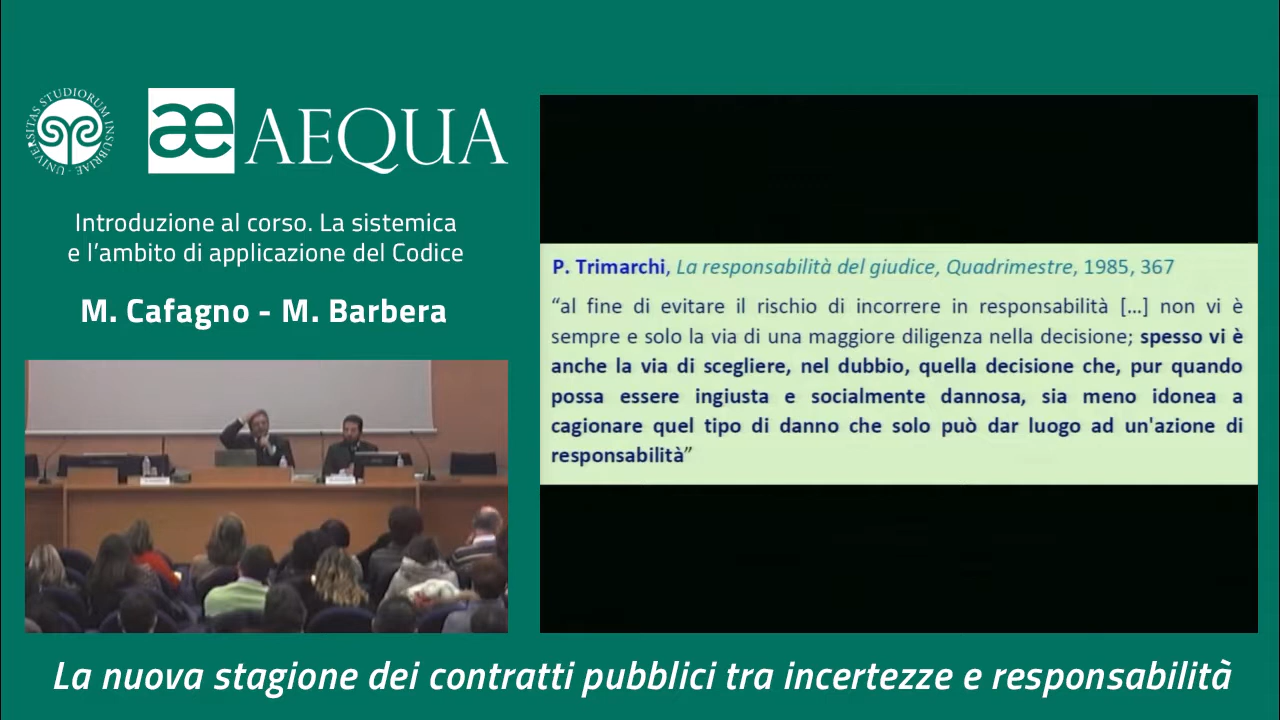 UNIVERSITAS STUDIORUM INSUBRIAE
æ AEQUA
Introduzione al corso. La sistemica
e l’ambito di applicazione del Codice
M. Cafagno - M. Barbera
P. Trimarchi, La responsabilità del giudice, Quadrimestre, 1985, 367
“al fine di evitare il rischio di incorrere in responsabilità [...] non vi è
sempre e solo la via di una maggiore diligenza nella decisione; spesso vi è
anche la via di scegliere, nel dubbio, quella decisione che, pur quando
possa essere ingiusta e socialmente dannosa, sia meno idonea a
cagionare quel tipo di danno che solo può dar luogo ad un'azione di
responsabilità”
La nuova stagione dei contratti pubblici tra incertezze e responsabilità